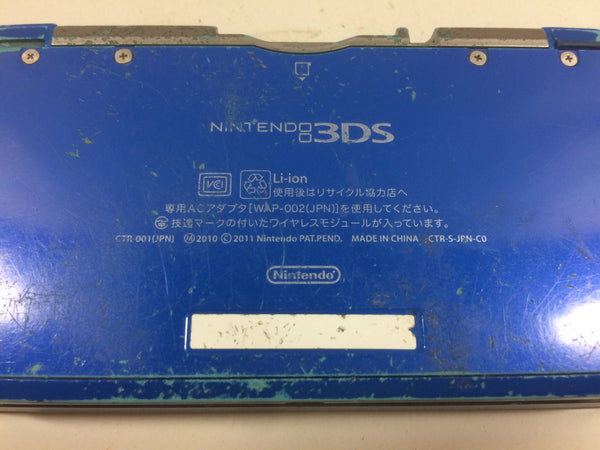 NINTENDO 3DS
VCI
Li-ion
使用後はリサイクル協力店へ
専用ACアダプタ[WAP-002(JPN)]を使用してください。
技適マークの付いたワイヤレスモジュールが入っています。
CTR-001(JPN) Ⓜ 2010 Ⓒ 2011 Nintendo PAT.PEND. MADE IN CHINA CTR-S-JPN-C0
Nintendo